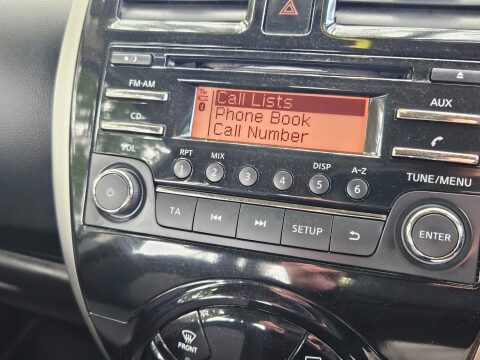 FM·AM
CD
VOL
Call Lists
Phone Book
Call Number
AUX
RPT MIX DISP A-Z
1 2 3 4 5 6
TUNE/MENU
TA
SETUP
ENTER
FRONT